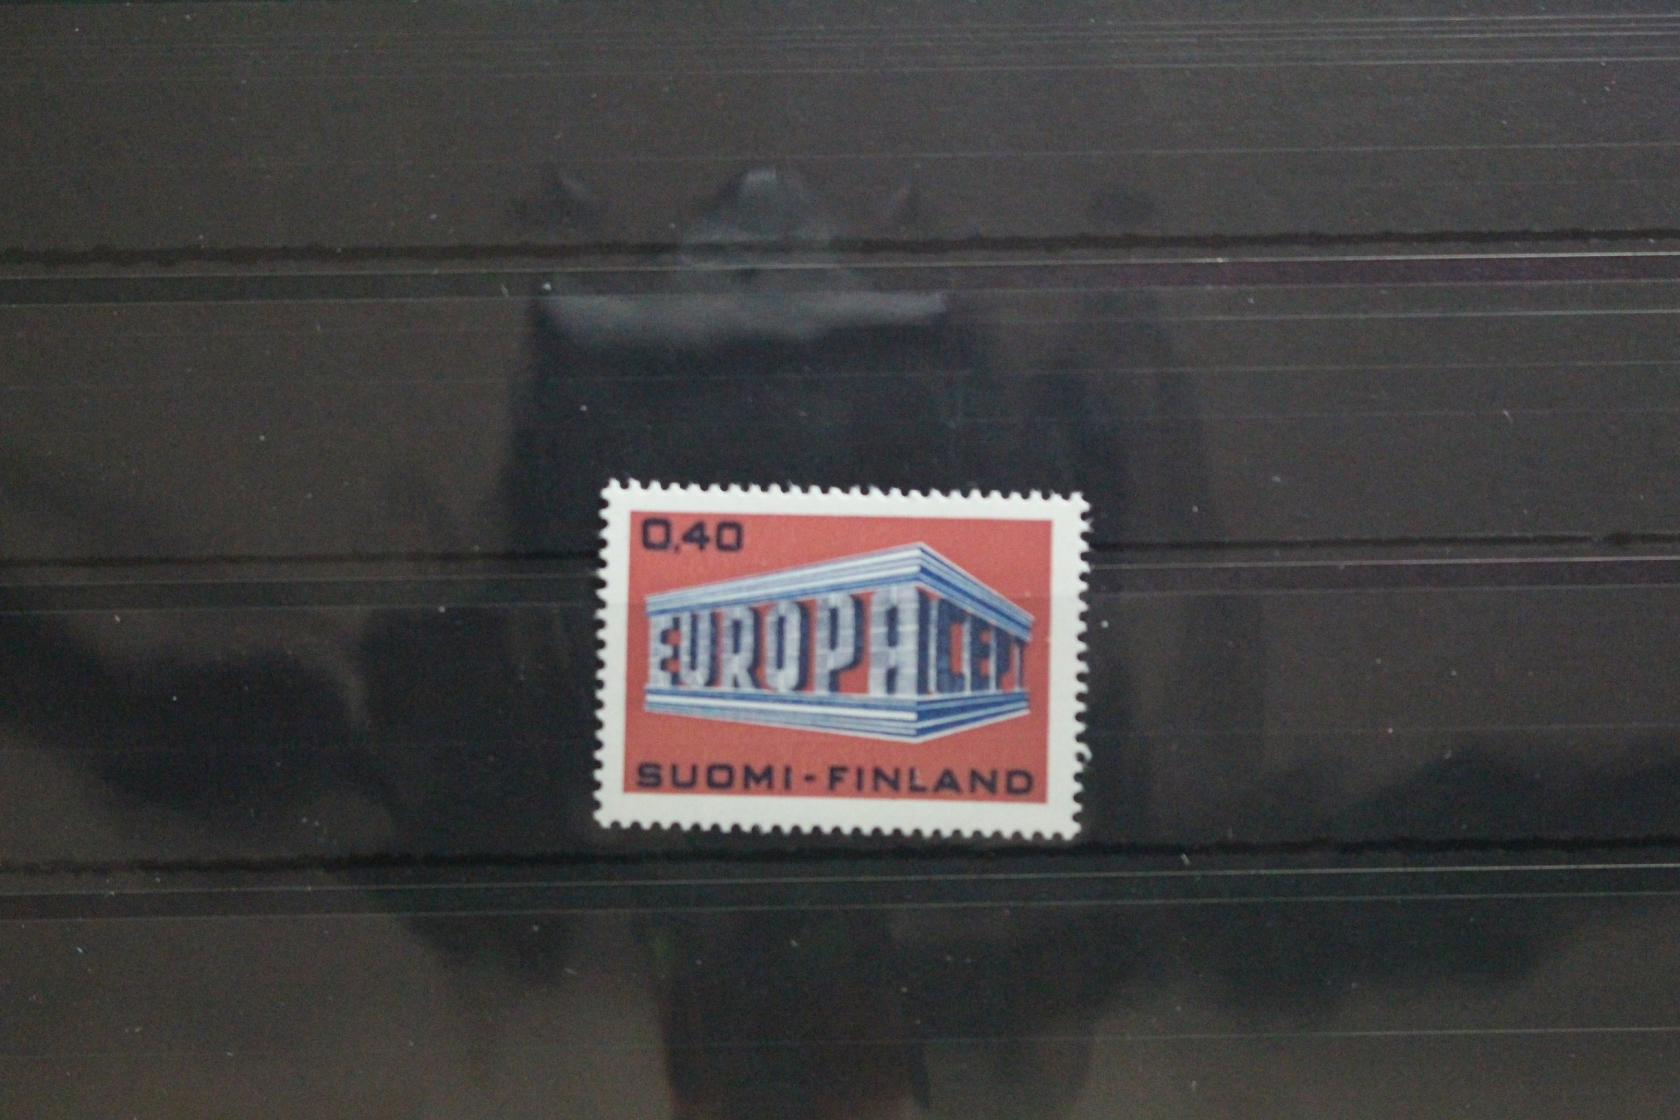 0,40
EUROPA CEPT
SUOMI-FINLAND